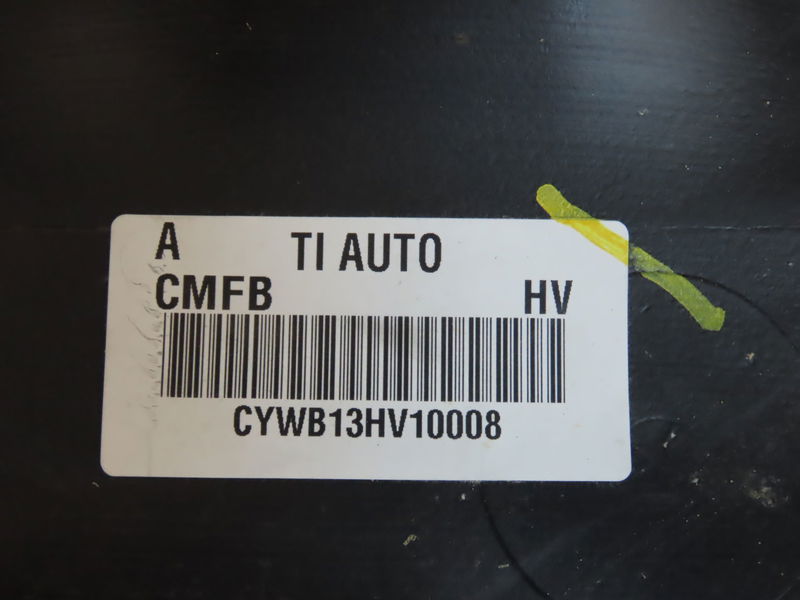 A
TI AUTO
CMFB HV
CYWB13HV10008